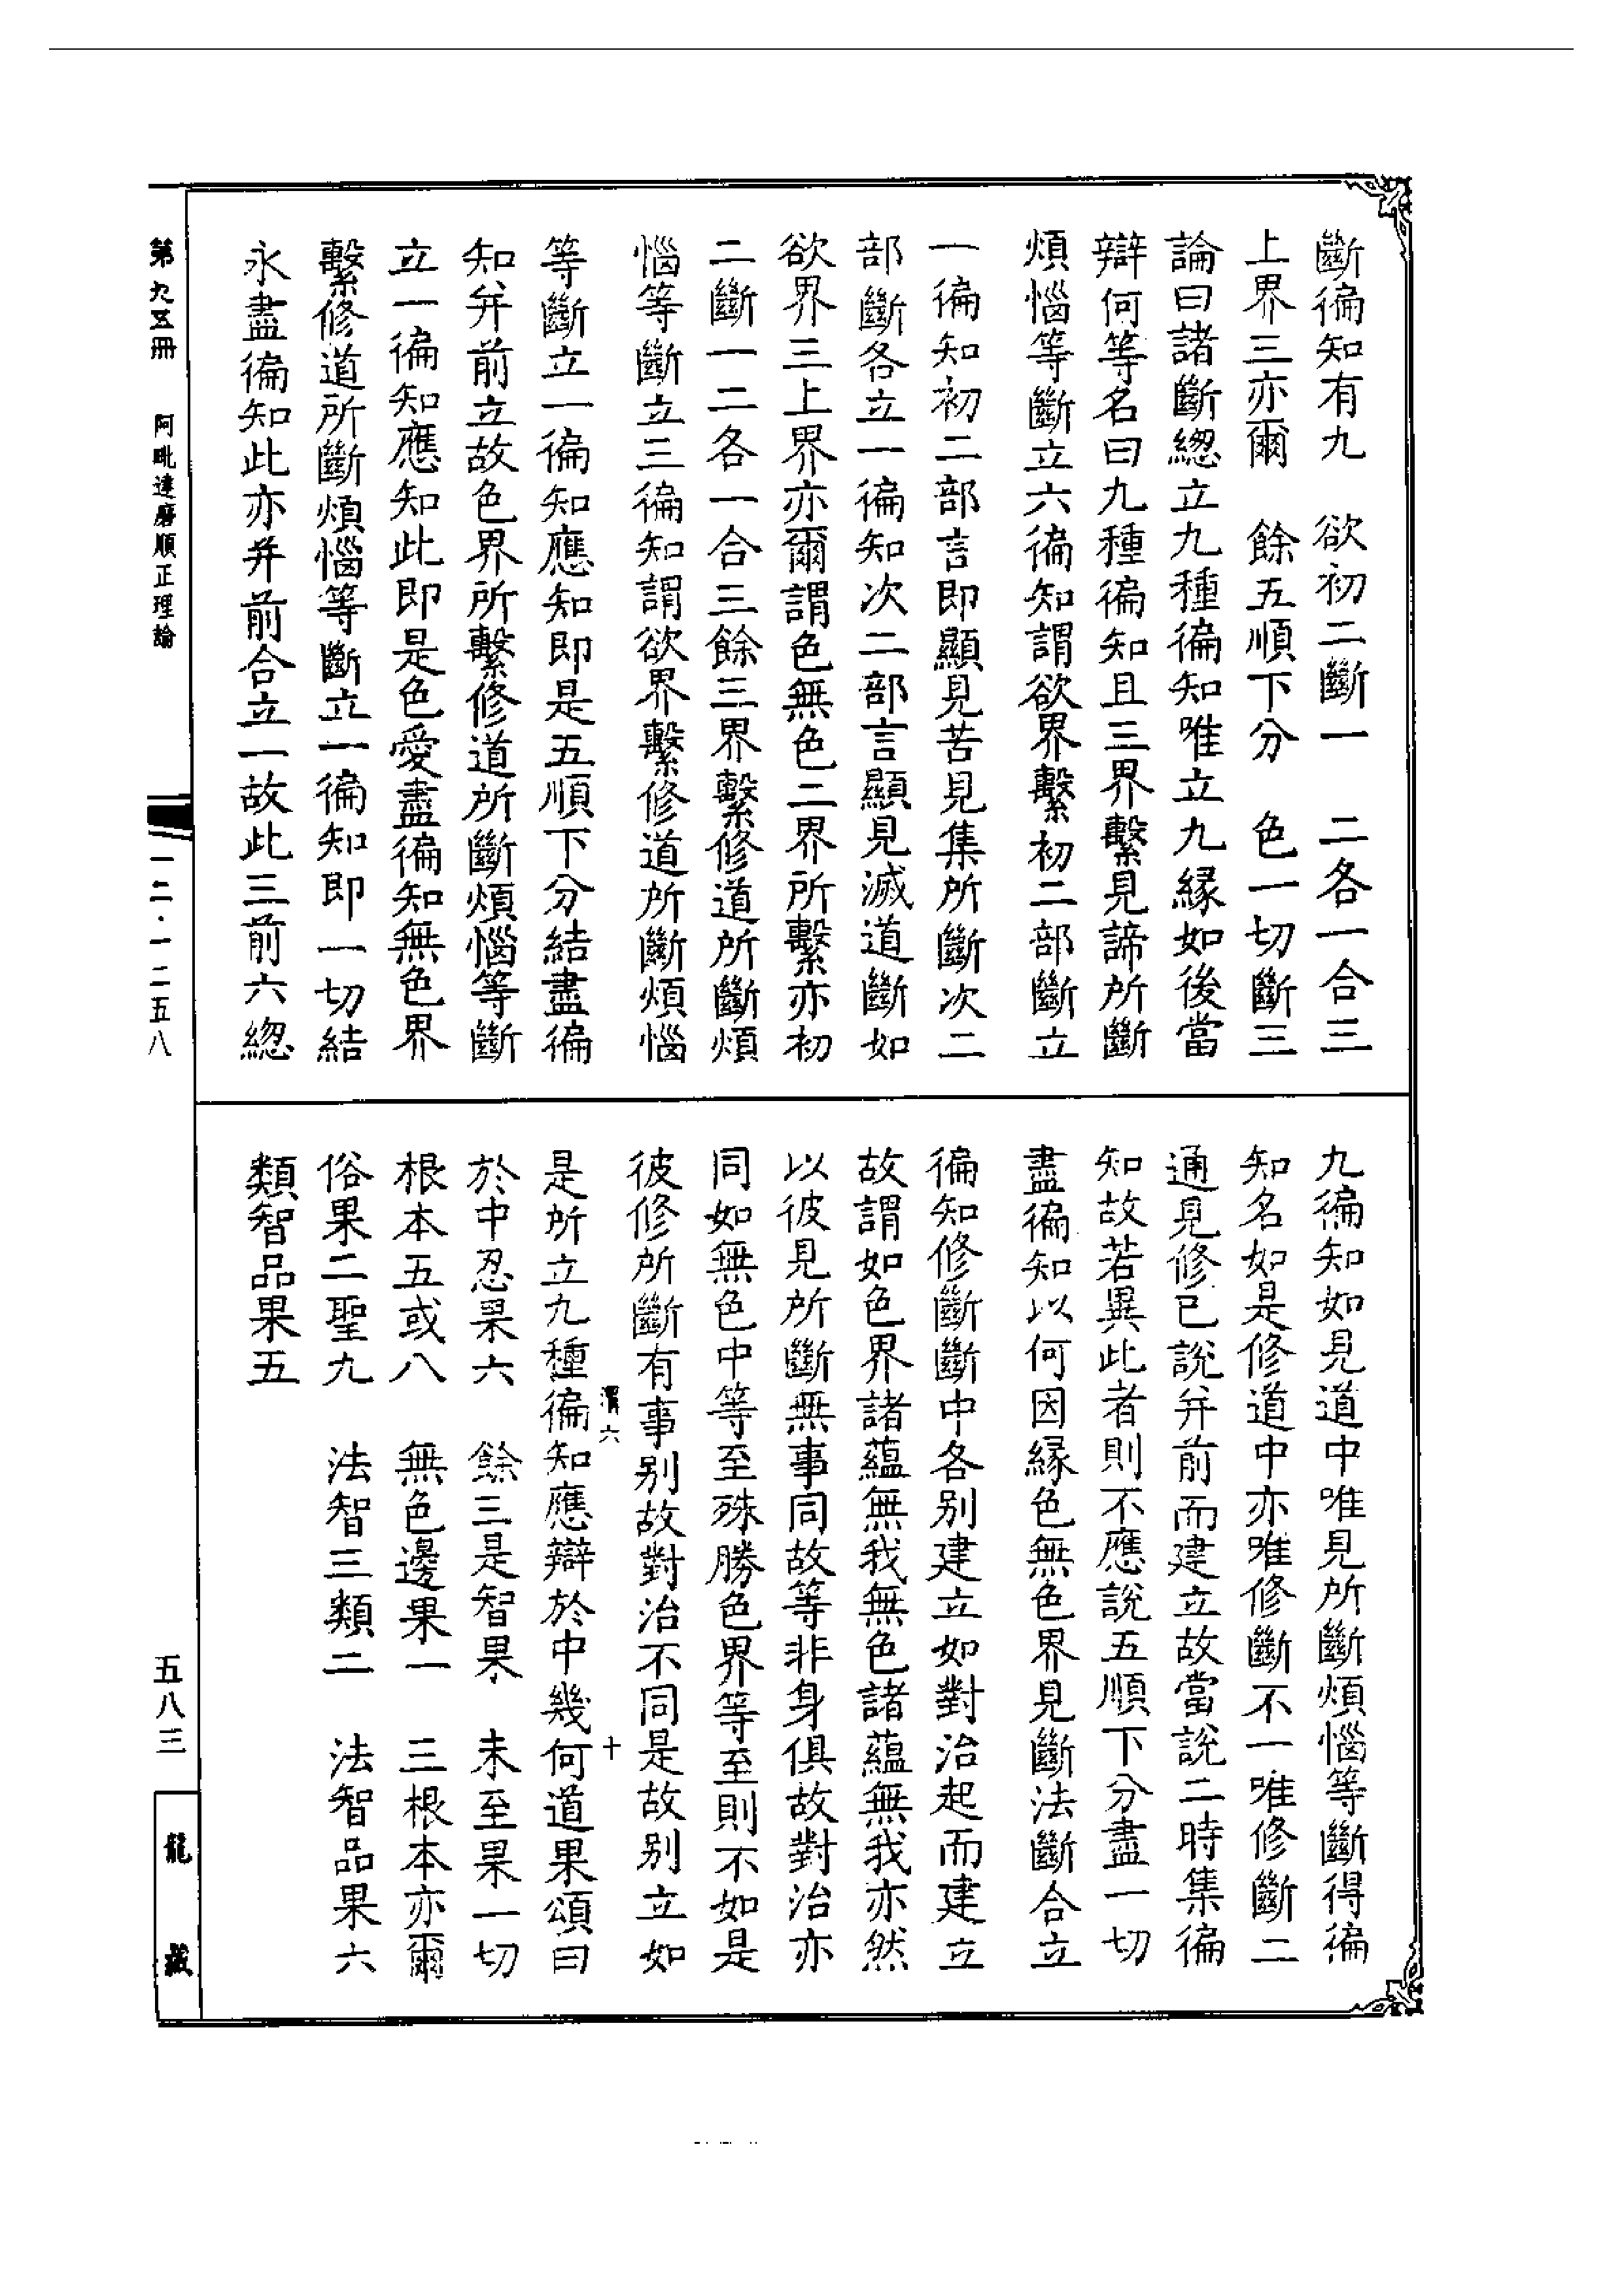 斷徧知有九　欲初二斷一　二各一合三
上界三亦爾　餘五順下分　色一切斷三
論曰諸斷總立九種徧知唯立九緣如後當
辯何等名曰九種徧知且三界繫見諦所斷
煩惱等斷立六徧知謂欲界繫初二部斷立
一徧知初二部言即顯見苦見集所斷次二
部斷各立一徧知次二部言顯見滅道斷如
欲界三上界亦爾謂色無色二界所繫亦初
二斷一二各一合三餘三界繫修道所斷煩
惱等斷立三徧知謂欲界繫修道所斷煩惱
等斷立一徧知應知即是五順下分結盡徧
知并前立故色界所繫修道所斷煩惱等斷
立一徧知應知此即是色愛盡徧知無色界
繫修道所斷煩惱等斷立一徧知即一切結
永盡徧知此亦并前合立一故此三前六總
九徧知如見道中唯見所斷煩惱等斷得徧
知名如是修道中亦唯修斷不一唯修斷二
通見修已說并前而建立故當說二時集徧
知故若異此者則不應說五順下分盡一切
盡徧知以何因緣色無色界見斷法斷合立
徧知修斷斷中各別建立如對治起而建立
故謂如色界諸蘊無我無色諸蘊無我亦然
以彼見所斷無事同故等非身俱故對治亦
同如無色中等至殊勝色界等至則不如是
彼修所斷有事別故對治不同是故別立如
渭六　十
是所立九種徧知應辯於中幾何道果頌曰
於中忍果六　餘三是智果　未至果一切
根本五或八　無色邊果一　三根本亦爾
俗果二聖九　法智三類二　法智品果六
類智品果五
第九五冊　阿毗達磨順正理論
一二·一二五八
五八三
龍藏